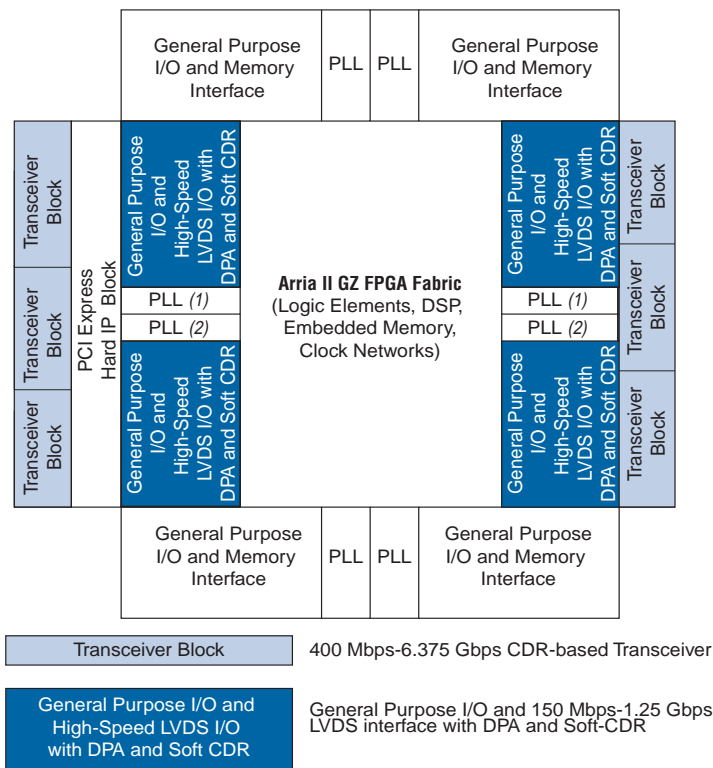 General Purpose
I/O and Memory
Interface
PLL
PLL
General Purpose
I/O and Memory
Interface
Transceiver
Block
Transceiver
Block
Transceiver
Block
PCI Express
Hard IP Block
General Purpose
I/O and
High-Speed
LVDS I/O with
DPA and Soft CDR
PLL (1)
PLL (2)
General Purpose
I/O and
High-Speed
LVDS I/O with
DPA and Soft CDR
Arria II GZ FPGA Fabric
(Logic Elements, DSP,
Embedded Memory,
Clock Networks)
General Purpose
I/O and
High-Speed
LVDS I/O with
DPA and Soft CDR
PLL (1)
PLL (2)
General Purpose
I/O and
High-Speed
LVDS I/O with
DPA and Soft CDR
Transceiver
Block
Transceiver
Block
Transceiver
Block
General Purpose
I/O and Memory
Interface
PLL
PLL
General Purpose
I/O and Memory
Interface
Transceiver Block
400 Mbps-6.375 Gbps CDR-based Transceiver
General Purpose I/O and
High-Speed LVDS I/O
with DPA and Soft CDR
General Purpose I/O and 150 Mbps-1.25 Gbps
LVDS interface with DPA and Soft-CDR